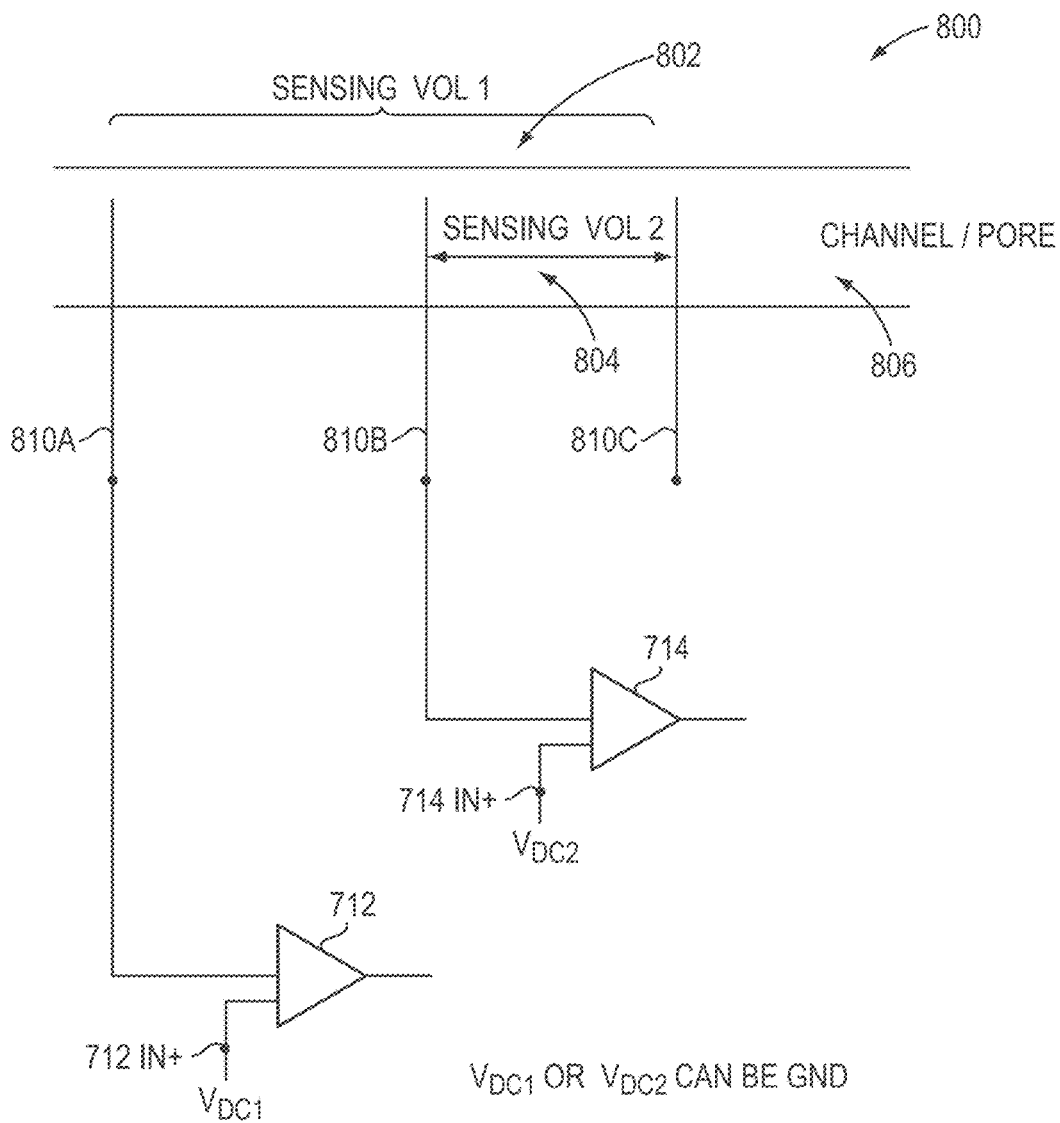 800
802
SENSING VOL 1
SENSING VOL 2
CHANNEL / PORE
804
806
810A
810B
810C
714
714 IN+
VDC2
712
712 IN+
VDC1
VDC1 OR VDC2 CAN BE GND